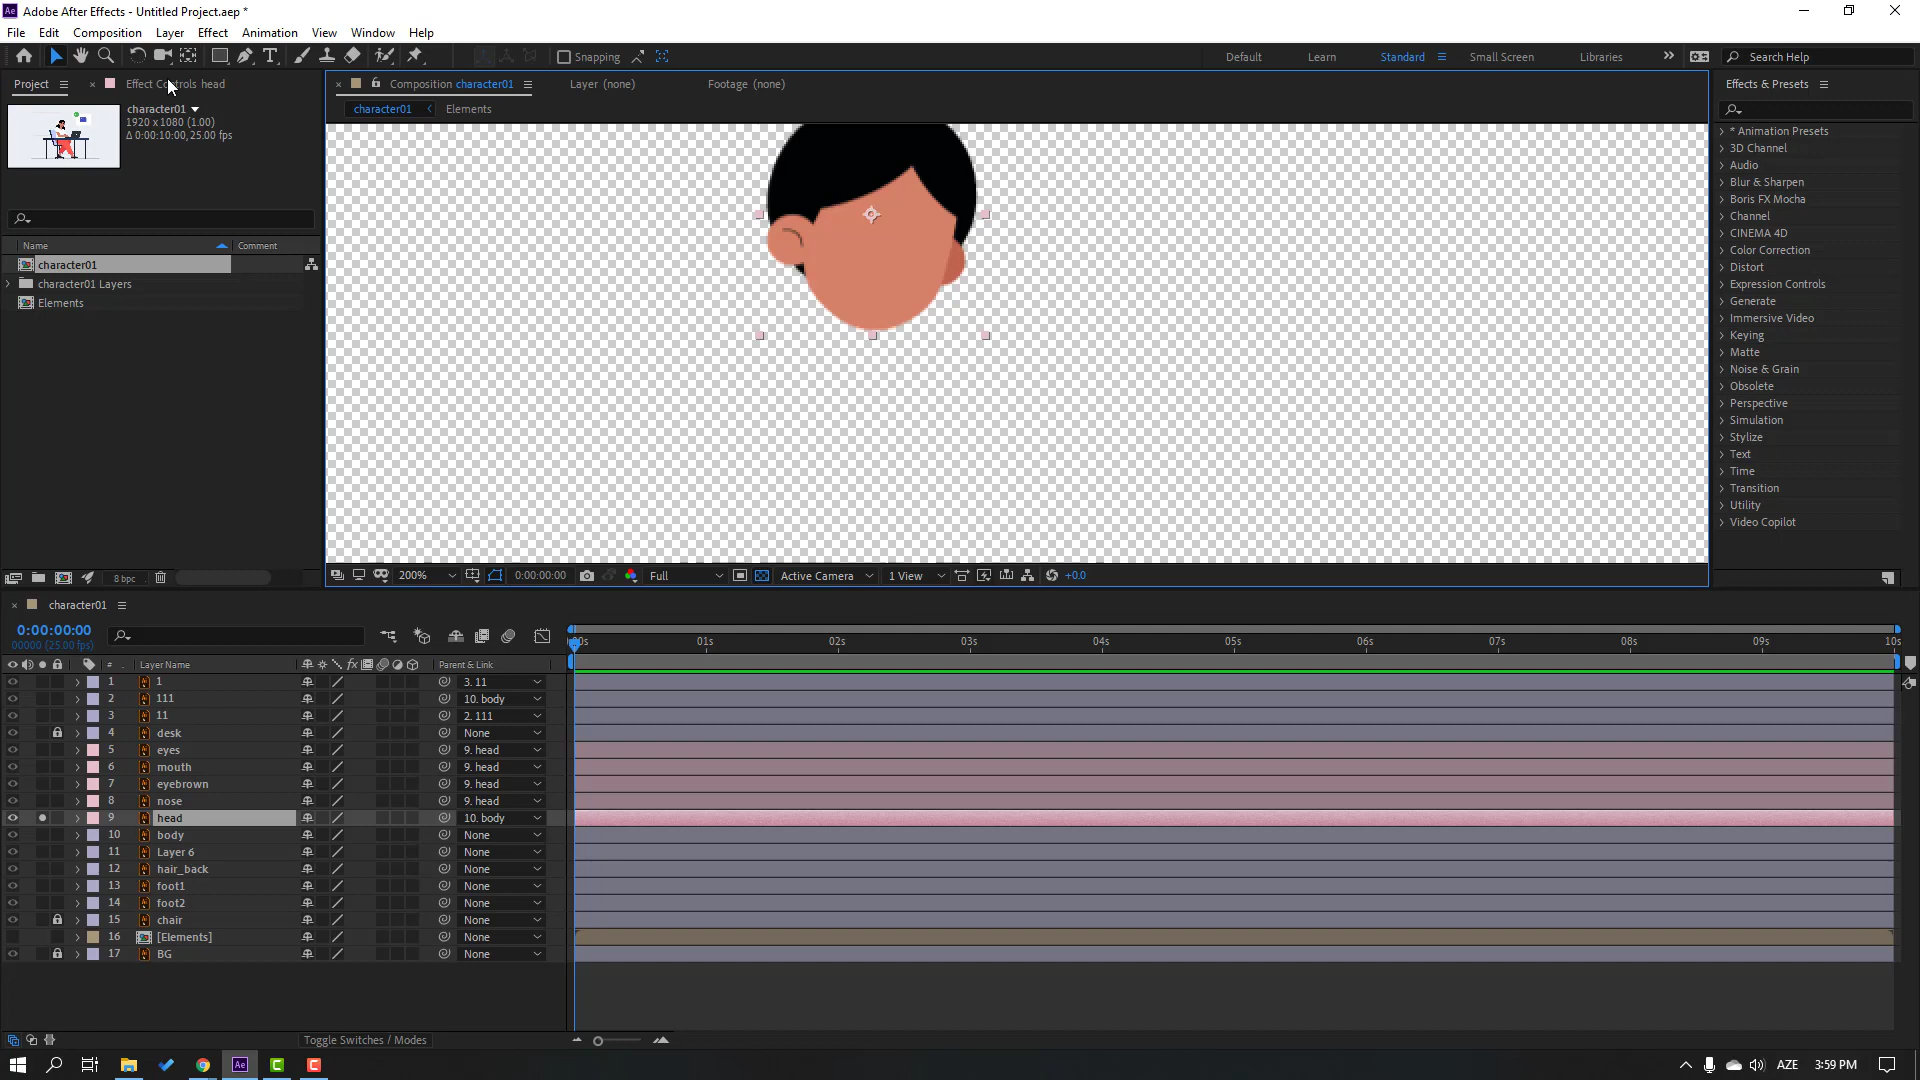 Adobe After Effects - Untitled Project.aep *
File Edit Composition Layer Effect Animation View Window Help
Snapping Default Learn Standard Small Screen Libraries Search Help
Project Effect Controls head Composition character01 Layer (none) Footage (none) Effects & Presets
character01
1920 x 1080 (1.00)
Δ 0:00:10:00, 25.00 fps
character01 Elements
Name Comment
character01
character01 Layers
Elements
* Animation Presets
3D Channel
Audio
Blur & Sharpen
Boris FX Mocha
Channel
CINEMA 4D
Color Correction
Distort
Expression Controls
Generate
Immersive Video
Keying
Matte
Noise & Grain
Obsolete
Perspective
Simulation
Stylize
Text
Time
Transition
Utility
Video Copilot
8 bpc 200% 0:00:00:00 Full Active Camera 1 View +0.0
character01
0:00:00:00
00000 (25.00 fps)
00s 01s 02s 03s 04s 05s 06s 07s 08s 09s 10s
# Layer Name fx Parent & Link
1 1 3. 11
2 111 10. body
3 11 2. 111
4 desk None
5 eyes 9. head
6 mouth 9. head
7 eyebrown 9. head
8 nose 9. head
9 head 10. body
10 body None
11 Layer 6 None
12 hair_back None
13 foot1 None
14 foot2 None
15 chair None
16 [Elements] None
17 BG None
Toggle Switches / Modes
Ae AZE 3:59 PM